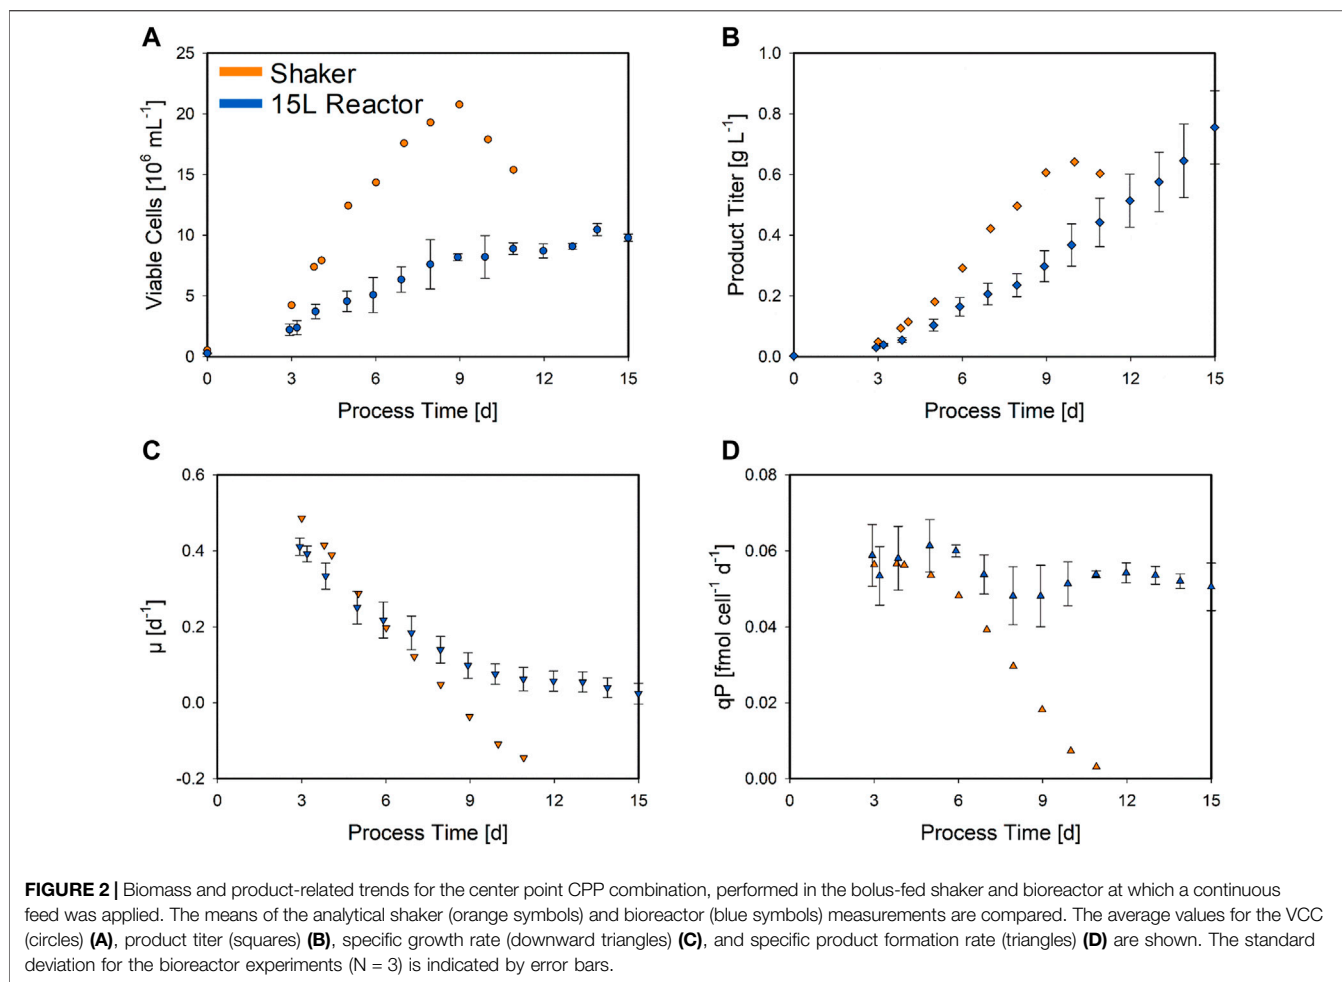 A
25
20
15
10
5
0
Viable Cells [10⁶ mL⁻¹]
Shaker
15L Reactor
0 3 6 9 12 15
Process Time [d]
B
1.0
0.8
0.6
0.4
0.2
0.0
Product Titer [g L⁻¹]
0 3 6 9 12 15
Process Time [d]
C
0.6
0.4
0.2
0.0
-0.2
µ [d⁻¹]
0 3 6 9 12 15
Process Time [d]
D
0.08
0.06
0.04
0.02
0.00
qP [fmol cell⁻¹ d⁻¹]
0 3 6 9 12 15
Process Time [d]
FIGURE 2 | Biomass and product-related trends for the center point CPP combination, performed in the bolus-fed shaker and bioreactor at which a continuous
feed was applied. The means of the analytical shaker (orange symbols) and bioreactor (blue symbols) measurements are compared. The average values for the VCC
(circles) (A), product titer (squares) (B), specific growth rate (downward triangles) (C), and specific product formation rate (triangles) (D) are shown. The standard
deviation for the bioreactor experiments (N = 3) is indicated by error bars.